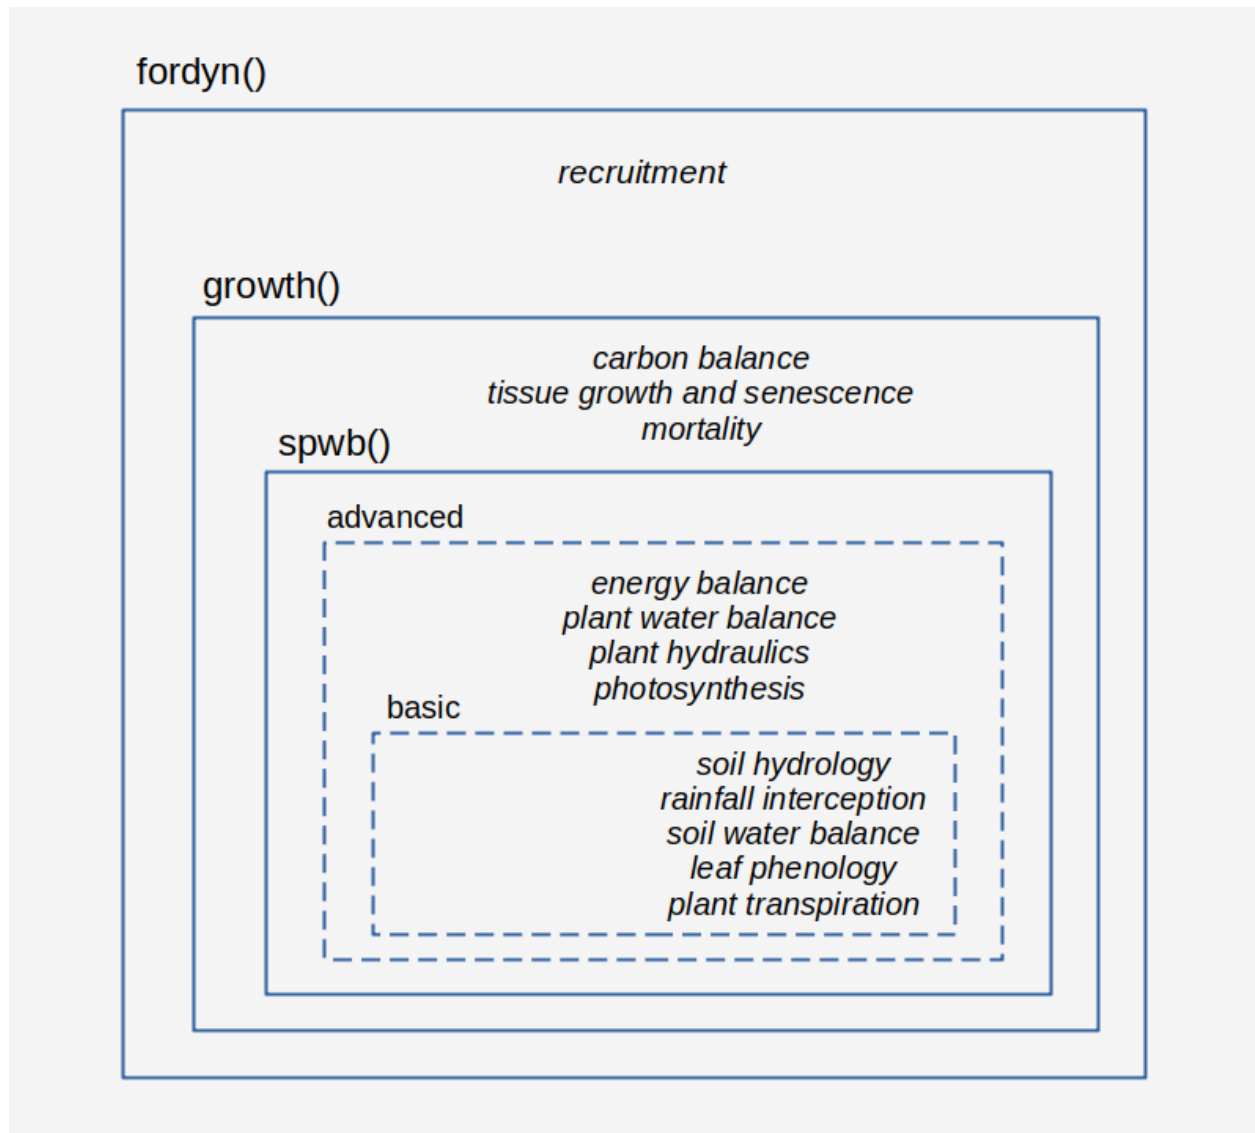 fordyn()
recruitment
growth()
carbon balance
tissue growth and senescence
mortality
spwb()
advanced
energy balance
plant water balance
plant hydraulics
photosynthesis
basic
soil hydrology
rainfall interception
soil water balance
leaf phenology
plant transpiration